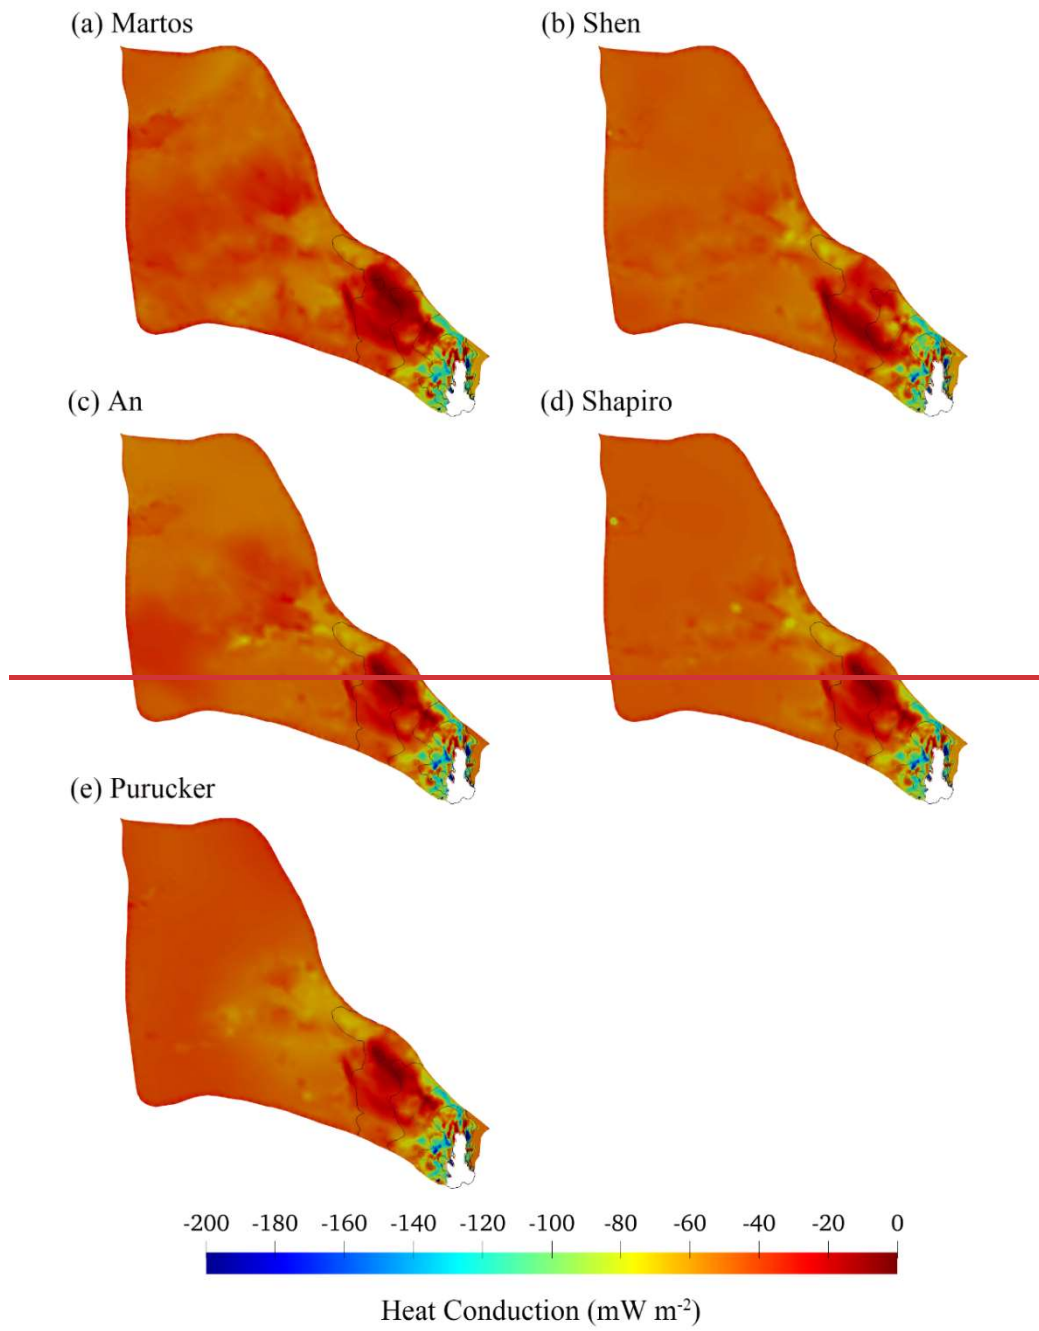 (a) Martos
(b) Shen
(c) An
(d) Shapiro
(e) Purucker
-200 -180 -160 -140 -120 -100 -80 -60 -40 -20 0
Heat Conduction (mW m-2)